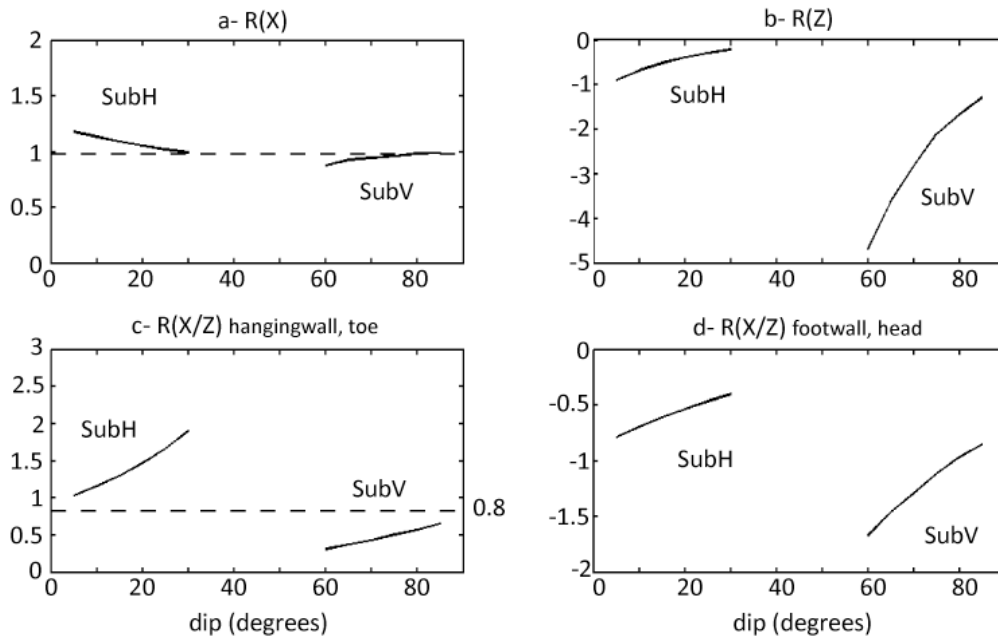 a- R(X)
2
1.5
1
0.5
0
SubH
SubV
0 20 40 60 80
b- R(Z)
0
-1
-2
-3
-4
-5
SubH
SubV
0 20 40 60 80
c- R(X/Z) hangingwall, toe
3
2.5
2
1.5
1
0.5
0
SubH
SubV
0.8
0 20 40 60 80
dip (degrees)
d- R(X/Z) footwall, head
0
-0.5
-1
-1.5
-2
SubH
SubV
0 20 40 60 80
dip (degrees)